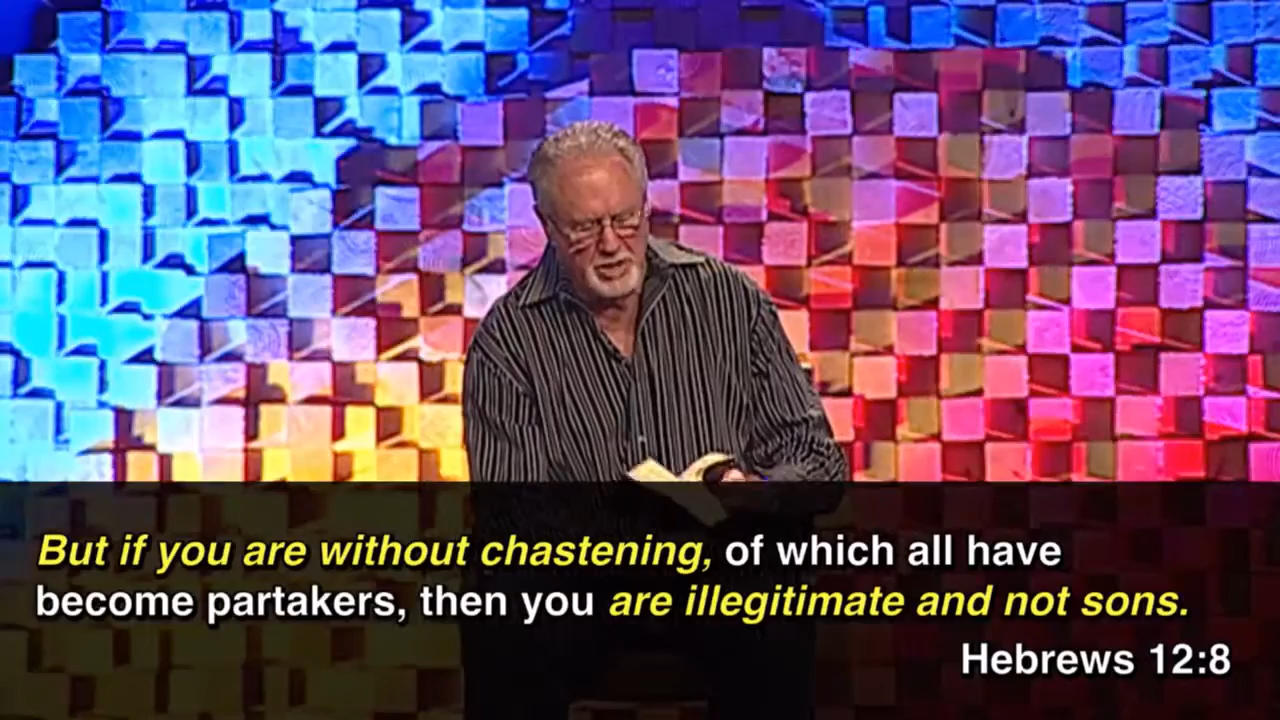 But if you are without chastening, of which all have
become partakers, then you are illegitimate and not sons.
Hebrews 12:8